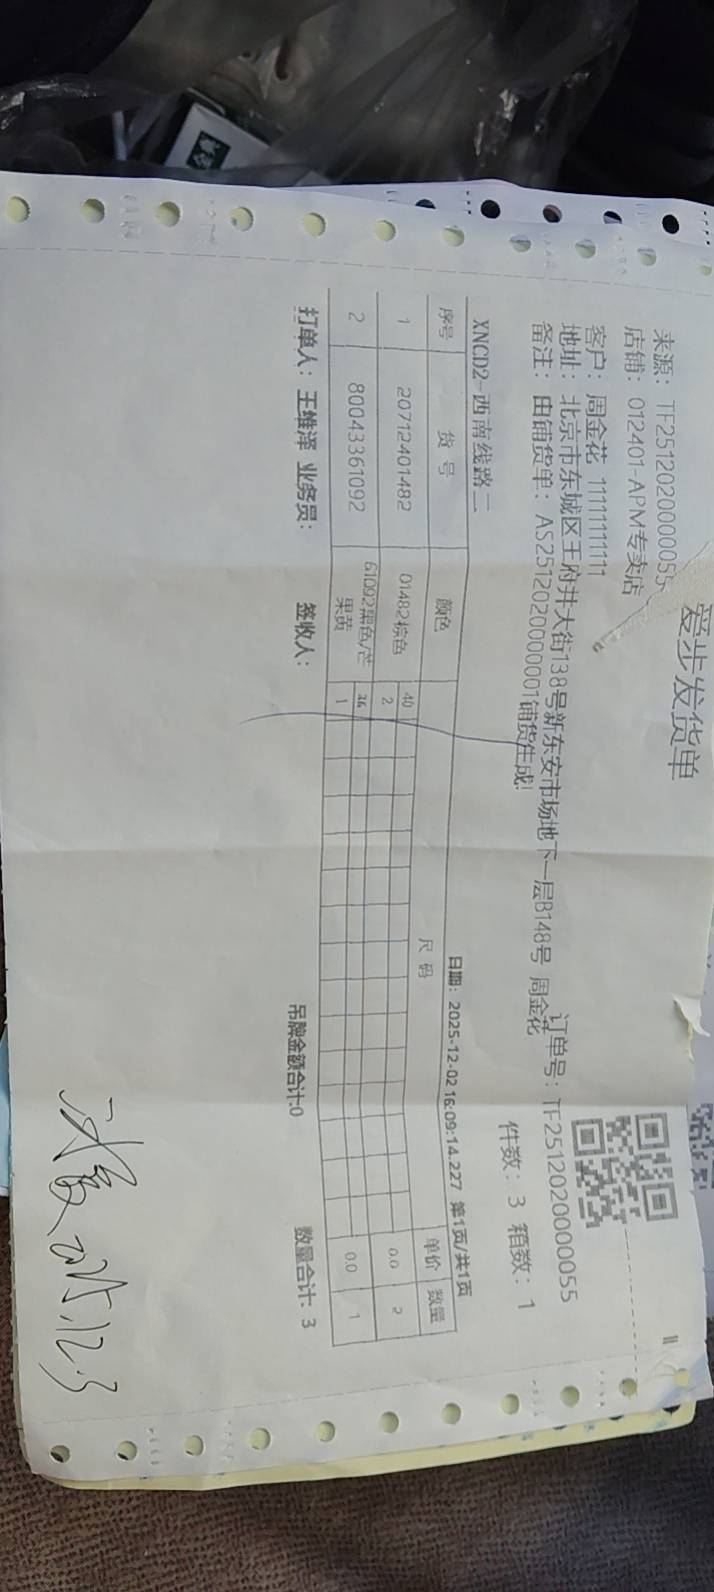 爱步发货单
来源：TF2512020000055
店铺：012401-APM专卖店
客户：周金花 11111111111
订单号：TF2512020000055
地址：北京市东城区王府井大街138号新东安市场地下一层B148号 周金花
备注：由铺货单：AS2512020000001铺货生成!
件数：3 箱数：1
XNCD2-西南线路二
日期：2025-12-02 16:09:14.227 第1页/共1页
序号 货号 颜色 尺码 单价 数量
1 20712401482 01482棕色 40 2 0.0 2
2 80043361092 61092黑色/芒果黄 36 1 0.0 1
打单人：王维泽 业务员： 签收人： 吊牌金额合计:0 数量合计：3
2025.12.3